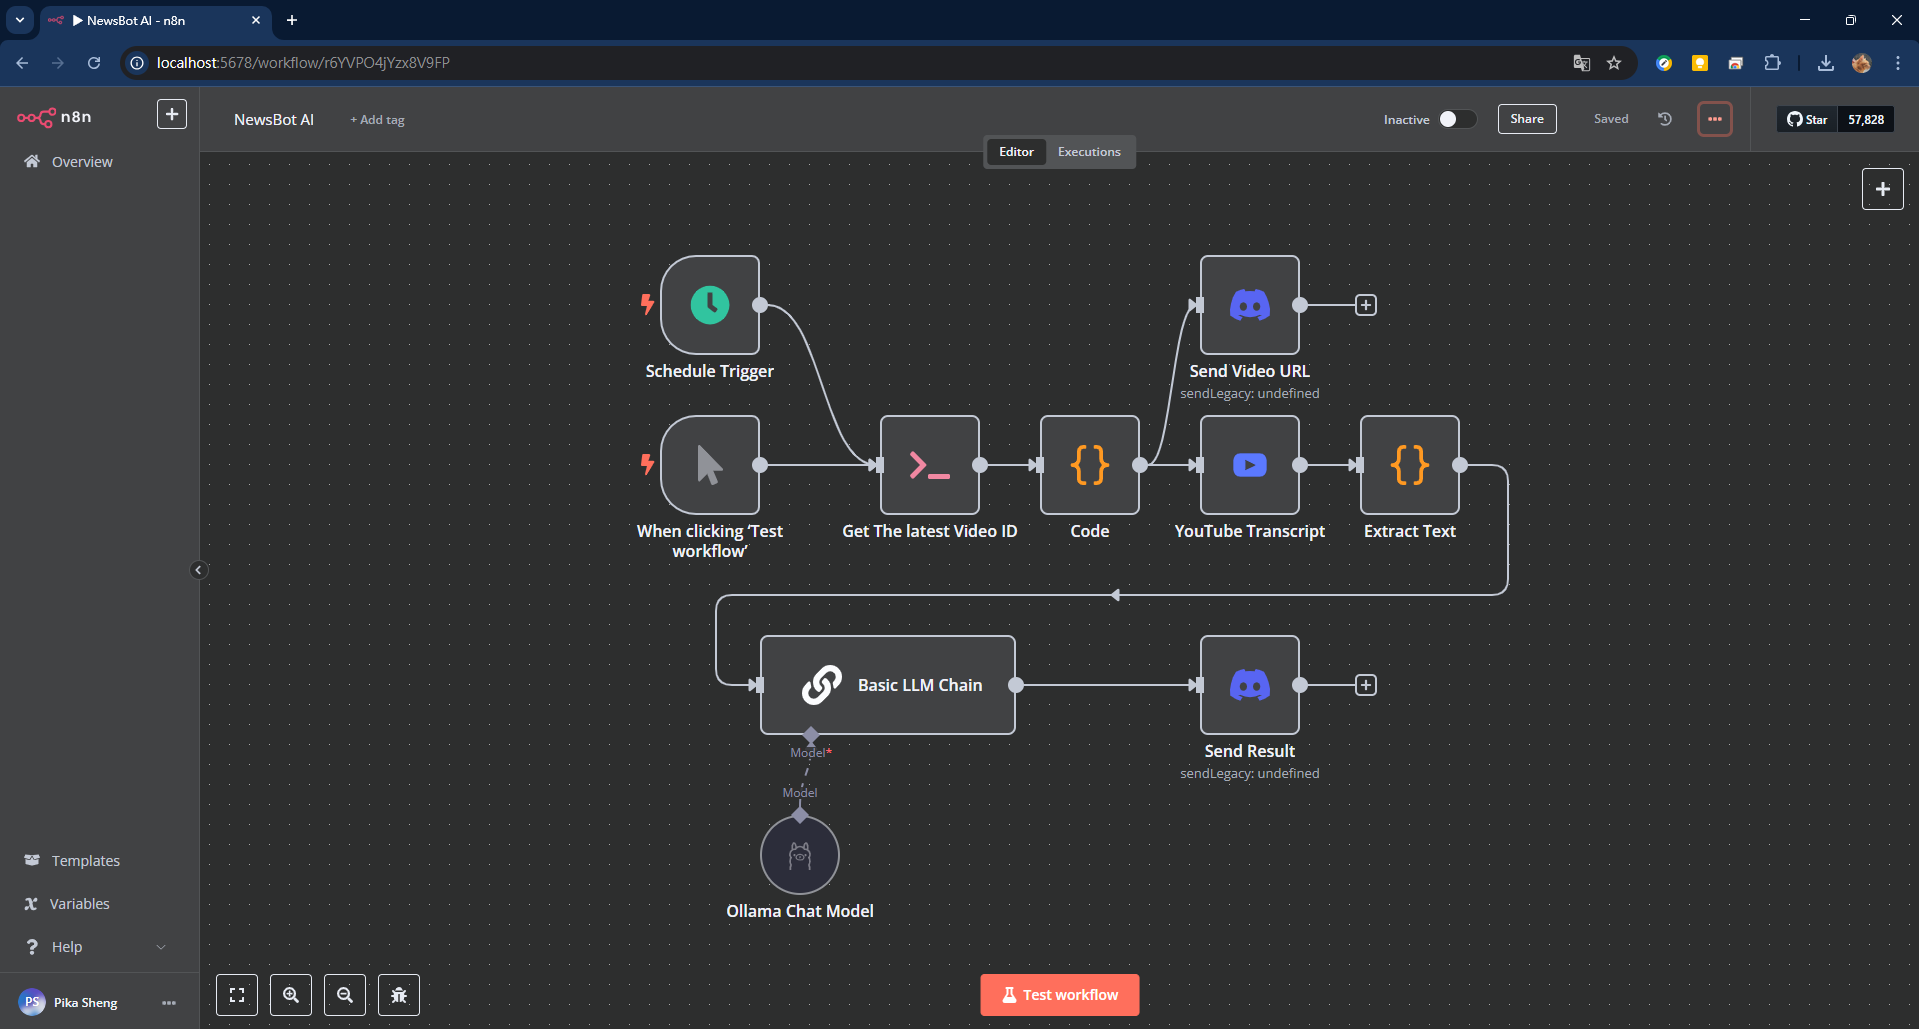 NewsBot AI - n8n
localhost:5678/workflow/r6YVPO4jYzx8V9FP
n8n
NewsBot AI
+ Add tag
Inactive
Share
Saved
Star
57,828
Editor
Executions
Overview
Schedule Trigger
Send Video URL
sendLegacy: undefined
When clicking ‘Test
workflow’
Get The latest Video ID
Code
YouTube Transcript
Extract Text
Basic LLM Chain
Model*
Model
Send Result
sendLegacy: undefined
Ollama Chat Model
Templates
Variables
Help
PS
Pika Sheng
Test workflow